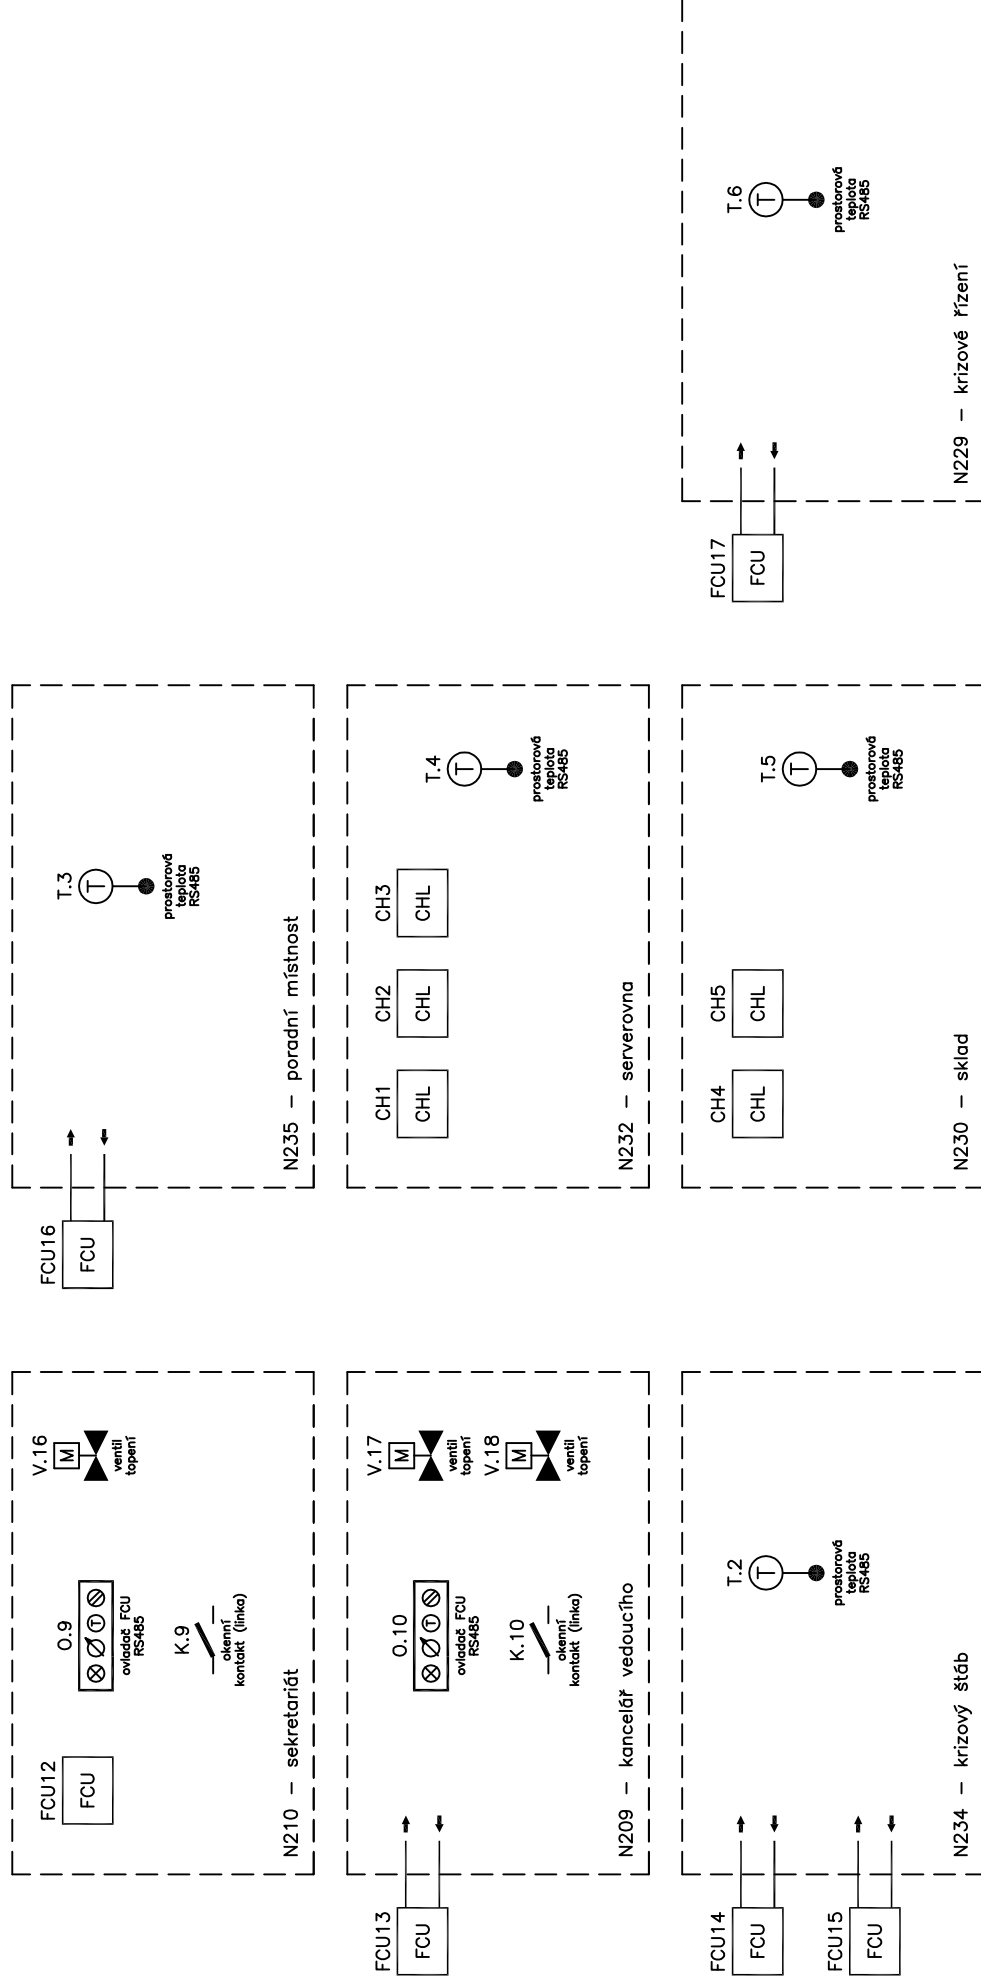 FCU12
FCU
O.9
T
ovladač FCU
RS485
K.9
okenní
kontakt (linka)
V.16
M
ventil
topení
N210 – sekretariát
FCU13
FCU
O.10
T
ovladač FCU
RS485
K.10
okenní
kontakt (linka)
V.17
M
ventil
topení
V.18
M
ventil
topení
N209 – kancelář vedoucího
FCU14
FCU
FCU15
FCU
T.2
T
prostorová
teplota
RS485
N234 – krizový štáb
FCU16
FCU
T.3
T
prostorová
teplota
RS485
N235 – poradní místnost
CH1
CHL
CH2
CHL
CH3
CHL
T.4
T
prostorová
teplota
RS485
N232 – serverovna
CH4
CHL
CH5
CHL
T.5
T
prostorová
teplota
RS485
N230 – sklad
FCU17
FCU
T.6
T
prostorová
teplota
RS485
N229 – krizové řízení